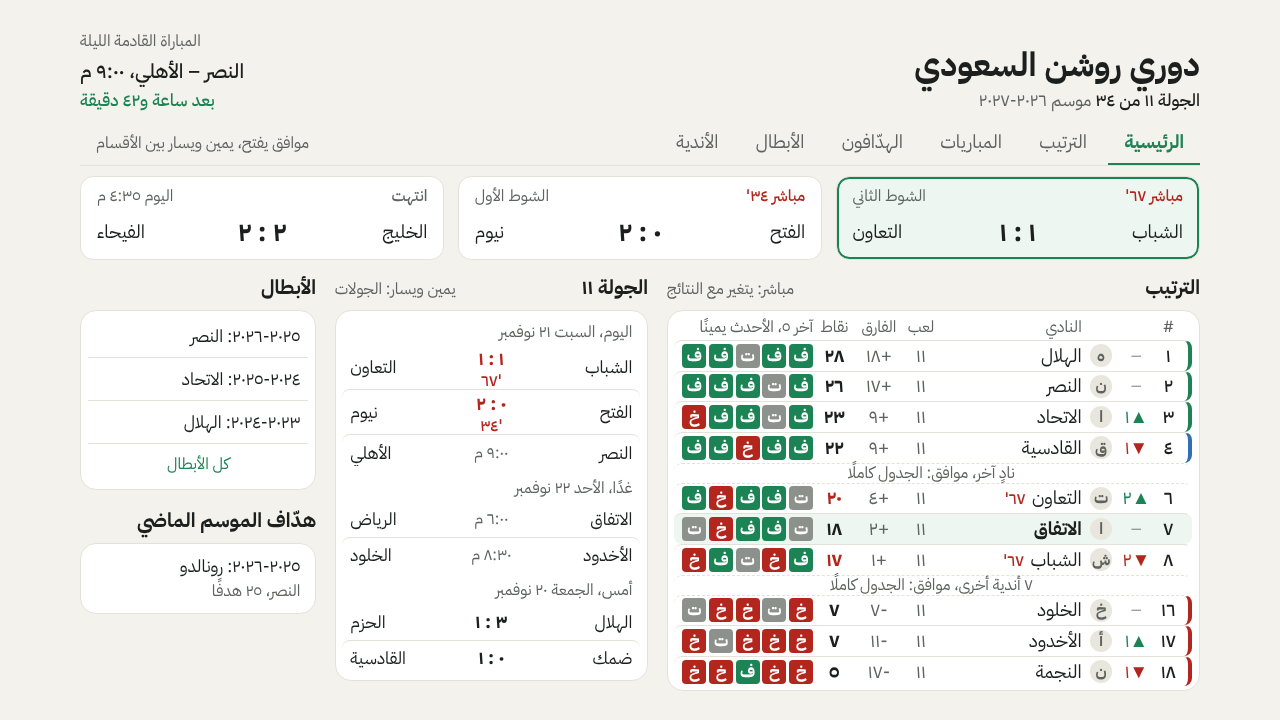 دوري روشن السعودي
الجولة ١١ من ٣٤ موسم ٢٠٢٦-٢٠٢٧
المباراة القادمة الليلة
النصر – الأهلي، ٩:٠٠ م
بعد ساعة و٤٢ دقيقة
الرئيسية الترتيب المباريات الهدّافون الأبطال الأندية
موافق يفتح، يمين ويسار بين الأقسام
مباشر ٦٧' الشوط الثاني
الشباب ١ : ١ التعاون
مباشر ٣٤' الشوط الأول
الفتح ٠ : ٢ نيوم
انتهت اليوم ٤:٣٥ م
الخليج ٢ : ٢ الفيحاء
الترتيب مباشر: يتغير مع النتائج
# النادي لعب الفارق نقاط آخر ٥، الأحدث يمينًا
١ – ه الهلال ١١ +١٨ ٢٨ ف ف ت ف ف
٢ – ن النصر ١١ +١٧ ٢٦ ف ت ف ف ف
٣ ▲١ ا الاتحاد ١١ +٩ ٢٣ ف ت ف ف خ
٤ ▼١ ق القادسية ١١ +٩ ٢٢ ف ف خ ف ف
نادٍ آخر، موافق: الجدول كاملًا
٦ ▲٢ ت التعاون ٦٧' ١١ +٤ ٢٠ ت ف ف خ ف
٧ – ا الاتفاق ١١ +٢ ١٨ ت ف ف خ ت
٨ ▼٢ ش الشباب ٦٧' ١١ +١ ١٧ ف خ ت ف خ
٧ أندية أخرى، موافق: الجدول كاملًا
١٦ – خ الخلود ١١ -٧ ٧ خ ت خ خ ت
١٧ ▲١ أ الأخدود ١١ -١١ ٧ خ خ خ ت خ
١٨ ▼١ ن النجمة ١١ -١٧ ٥ خ خ ف خ خ
الجولة ١١ يمين ويسار: الجولات
اليوم، السبت ٢١ نوفمبر
الشباب ١ : ١ التعاون
٦٧'
الفتح ٠ : ٢ نيوم
٣٤'
النصر ٩:٠٠ م الأهلي
غدًا، الأحد ٢٢ نوفمبر
الاتفاق ٦:٠٠ م الرياض
الأخدود ٨:٣٠ م الخلود
أمس، الجمعة ٢٠ نوفمبر
الهلال ٣ : ١ الحزم
ضمك ٠ : ١ القادسية
الأبطال
٢٠٢٥-٢٠٢٦: النصر
٢٠٢٤-٢٠٢٥: الاتحاد
٢٠٢٣-٢٠٢٤: الهلال
كل الأبطال
هدّاف الموسم الماضي
٢٠٢٥-٢٠٢٦: رونالدو
النصر، ٢٥ هدفًا